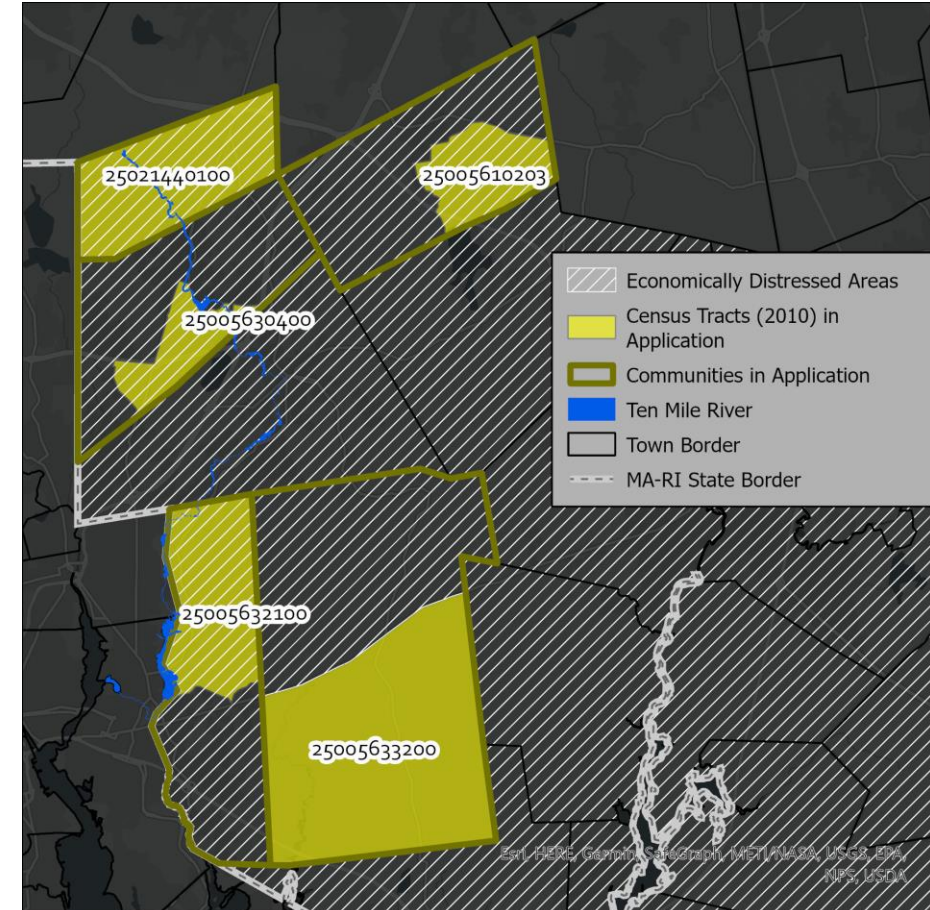 25021440100
25005610203
25005630400
25005632100
25005633200
Economically Distressed Areas
Census Tracts (2010) in
Application
Communities in Application
Ten Mile River
Town Border
MA-RI State Border
Esri, HERE, Garmin, SafeGraph, METI/NASA, USGS, EPA,
NPS, USDA